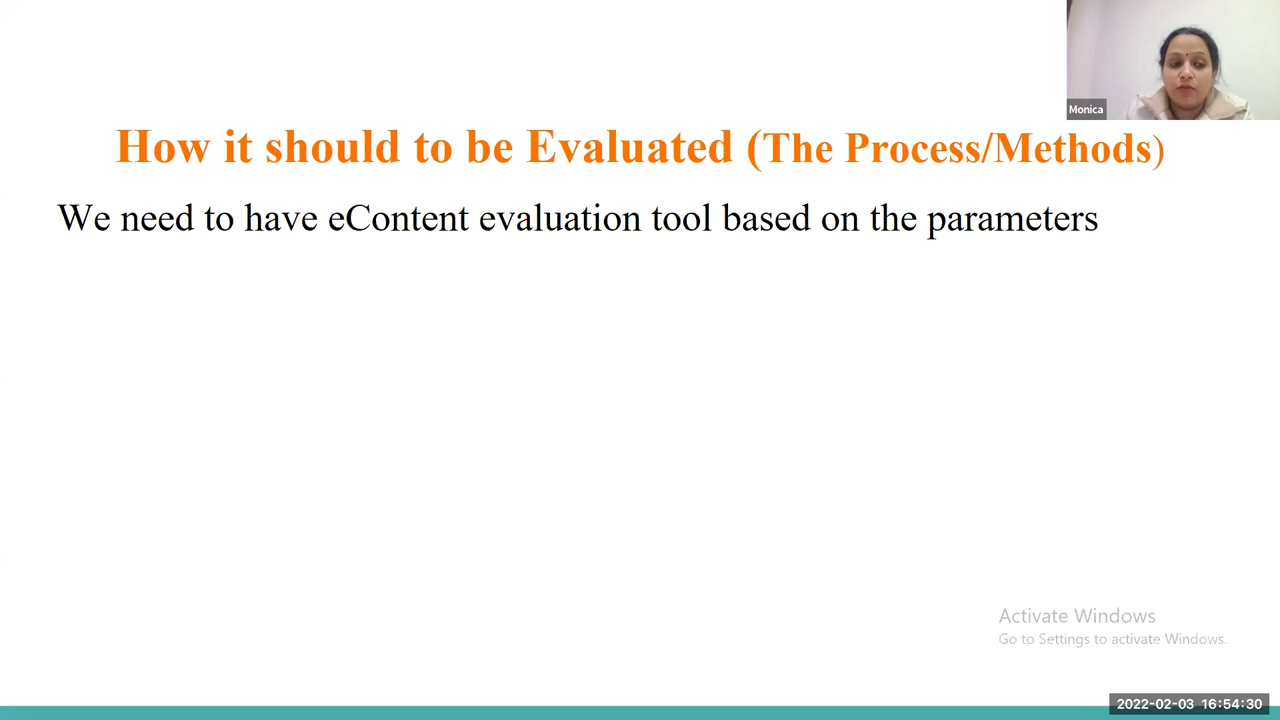 Monica
How it should to be Evaluated (The Process/Methods)
We need to have eContent evaluation tool based on the parameters
Activate Windows
Go to Settings to activate Windows.
2022-02-03 16:54:30